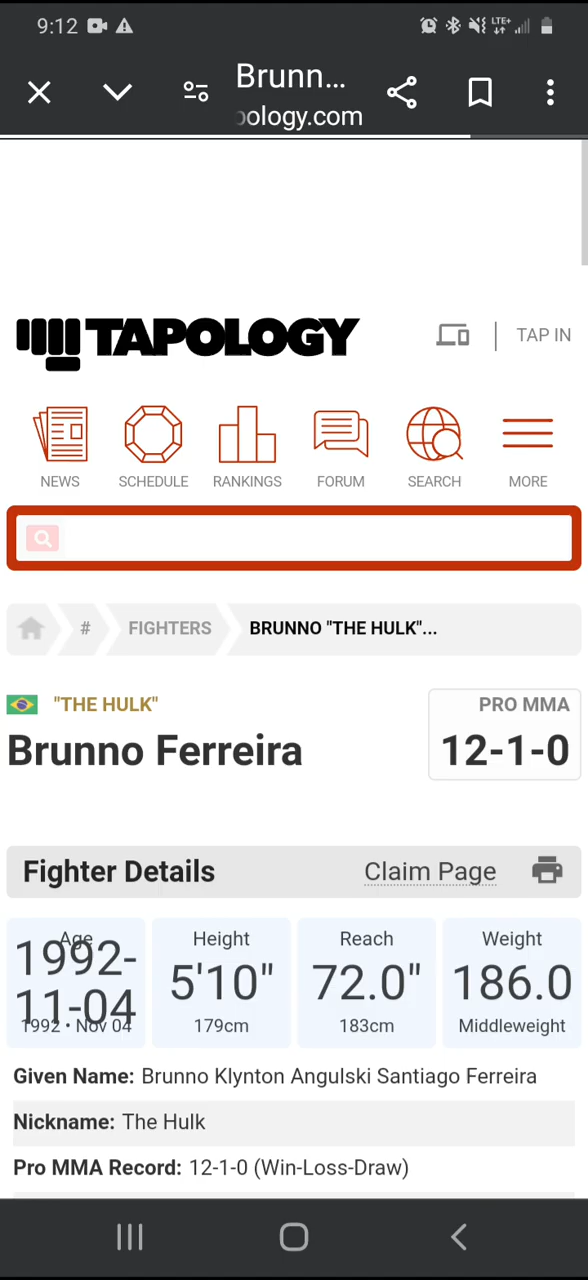 9:12 LTE+
Brunn...
ology.com
TAPOLOGY
TAP IN
NEWS SCHEDULE RANKINGS FORUM SEARCH MORE
# FIGHTERS BRUNNO "THE HULK"...
"THE HULK"
PRO MMA
Brunno Ferreira
12-1-0
Fighter Details Claim Page
Age
1992-
11-04
1992 • Nov 04
Height
5'10"
179cm
Reach
72.0"
183cm
Weight
186.0
Middleweight
Given Name: Brunno Klynton Angulski Santiago Ferreira
Nickname: The Hulk
Pro MMA Record: 12-1-0 (Win-Loss-Draw)